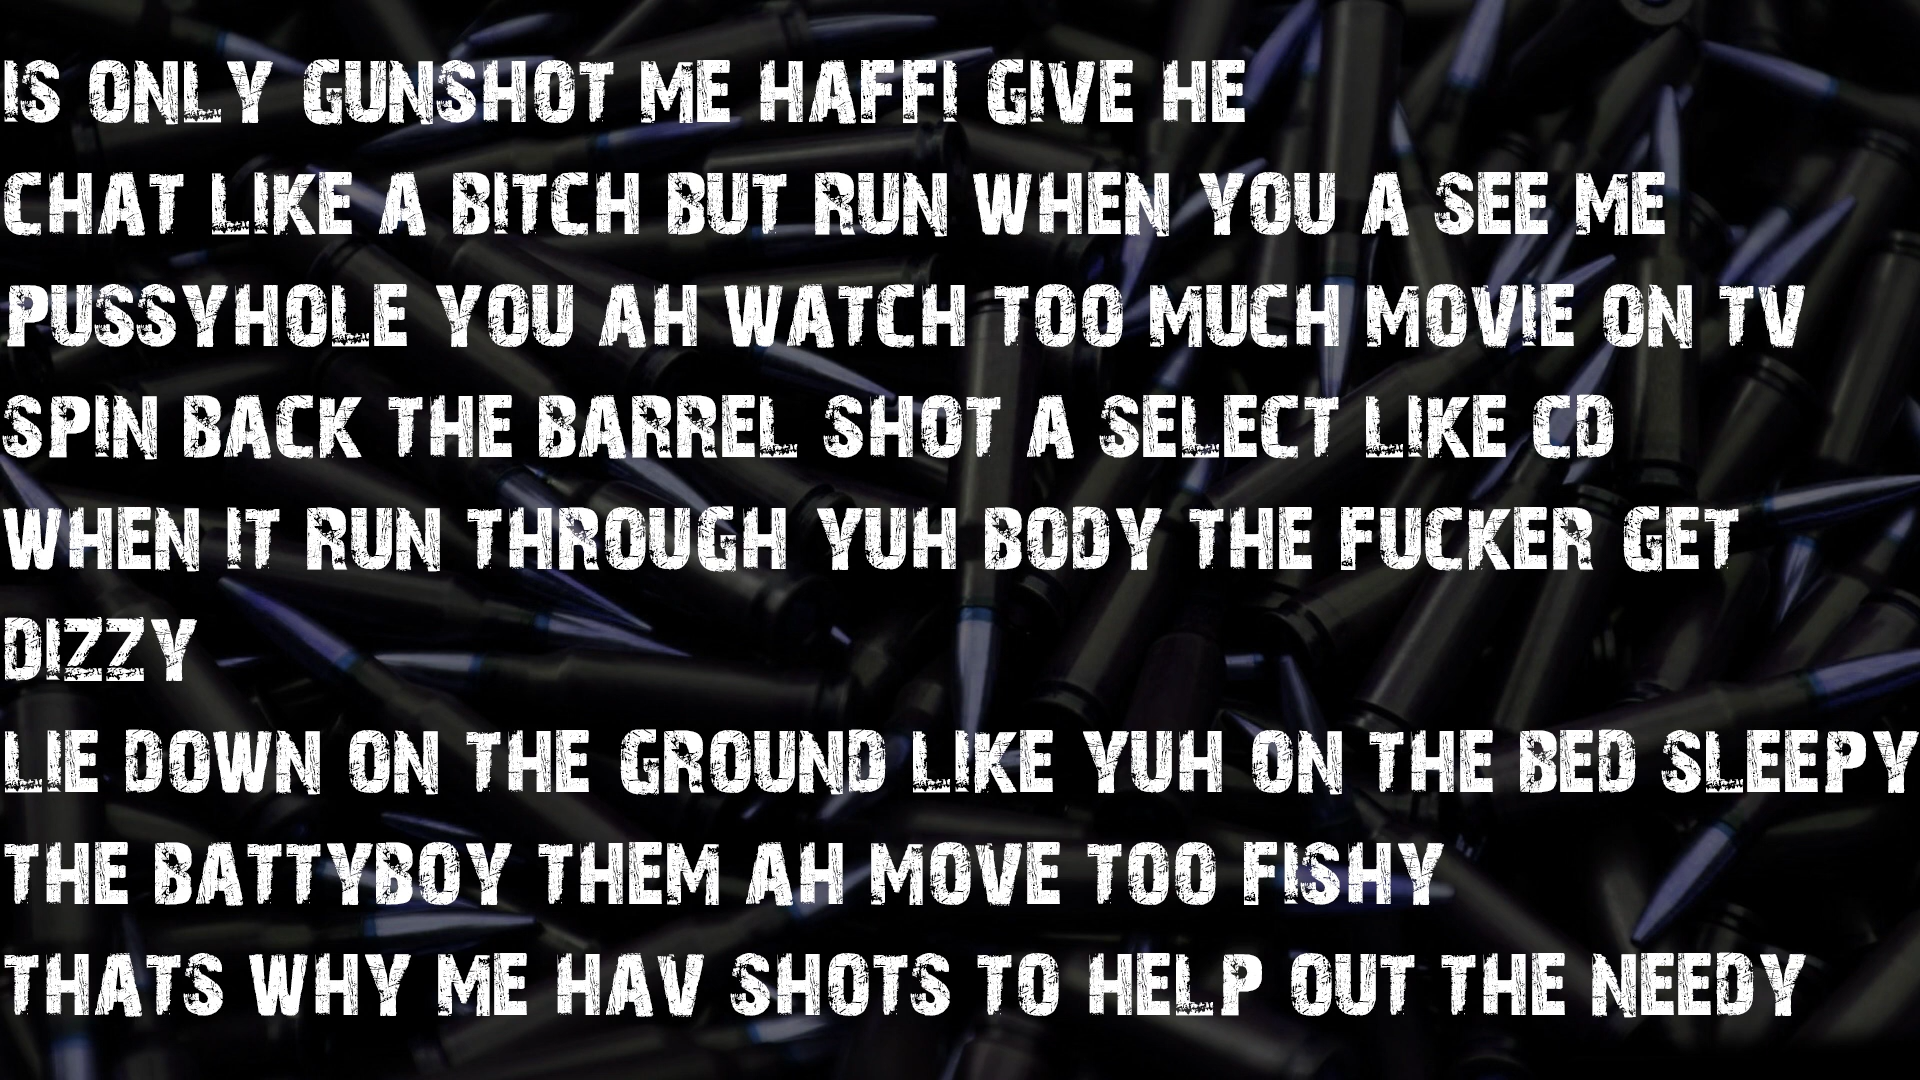 IS ONLY GUNSHOT ME HAFFI GIVE HE
CHAT LIKE A BITCH BUT RUN WHEN YOU A SEE ME
PUSSYHOLE YOU AH WATCH TOO MUCH MOVIE ON TV
SPIN BACK THE BARREL SHOT A SELECT LIKE CD
WHEN IT RUN THROUGH YUH BODY THE FUCKER GET
DIZZY
LIE DOWN ON THE GROUND LIKE YUH ON THE BED SLEEPY
THE BATTYBOY THEM AH MOVE TOO FISHY
THATS WHY ME HAV SHOTS TO HELP OUT THE NEEDY